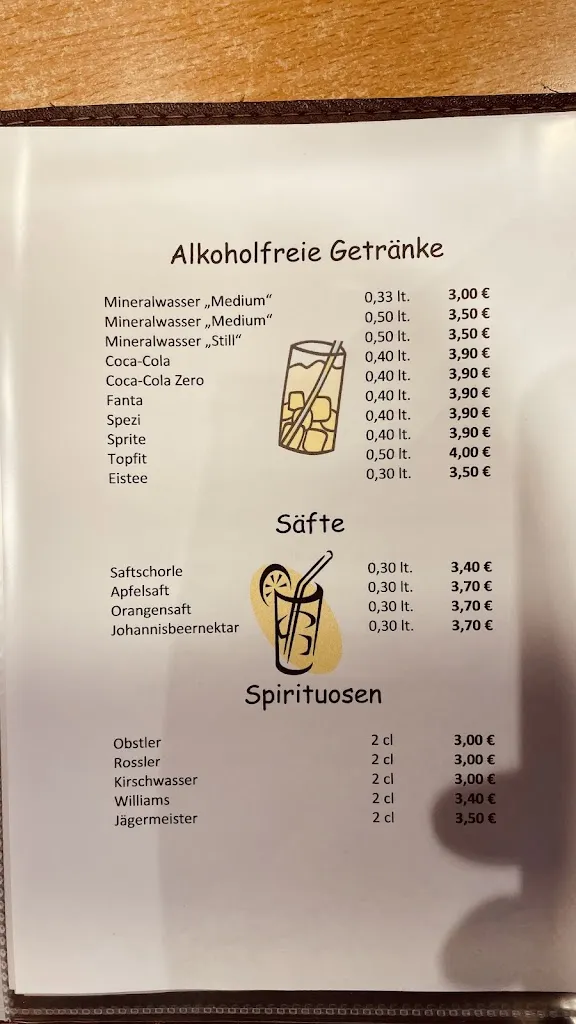 Alkoholfreie Getränke
Mineralwasser „Medium“ 0,33 lt. 3,00 €
Mineralwasser „Medium“ 0,50 lt. 3,50 €
Mineralwasser „Still“ 0,50 lt. 3,50 €
Coca-Cola 0,40 lt. 3,90 €
Coca-Cola Zero 0,40 lt. 3,90 €
Fanta 0,40 lt. 3,90 €
Spezi 0,40 lt. 3,90 €
Sprite 0,40 lt. 3,90 €
Topfit 0,50 lt. 4,00 €
Eistee 0,30 lt. 3,50 €
Säfte
Saftschorle 0,30 lt. 3,40 €
Apfelsaft 0,30 lt. 3,70 €
Orangensaft 0,30 lt. 3,70 €
Johannisbeernektar 0,30 lt. 3,70 €
Spirituosen
Obstler 2 cl 3,00 €
Rossler 2 cl 3,00 €
Kirschwasser 2 cl 3,00 €
Williams 2 cl 3,40 €
Jägermeister 2 cl 3,50 €